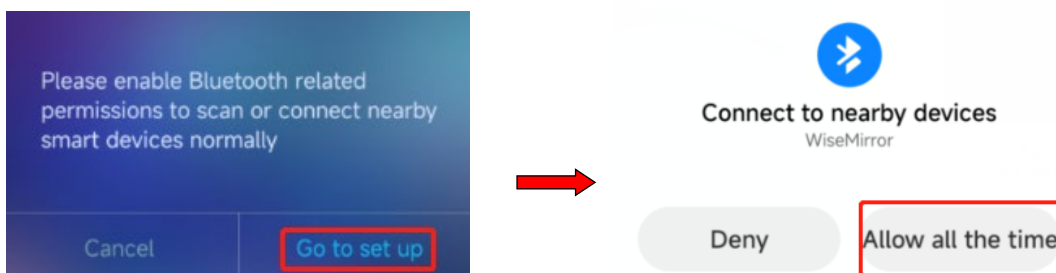 Please enable Bluetooth related
permissions to scan or connect nearby
smart devices normally
Cancel
Go to set up
Connect to nearby devices
WiseMirror
Deny
Allow all the time